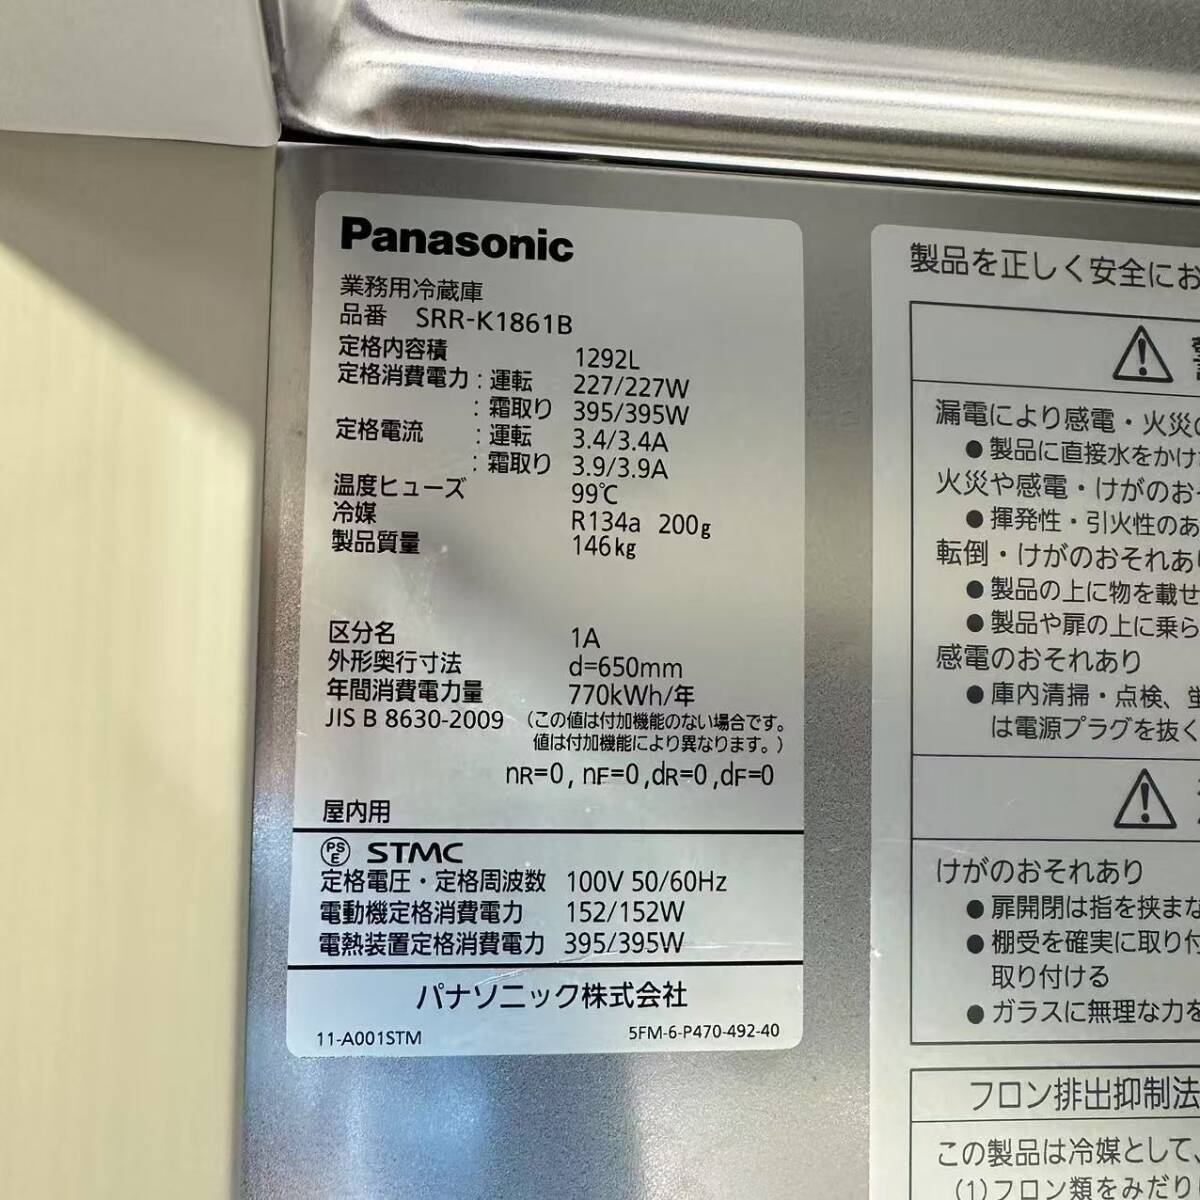 Panasonic
業務用冷蔵庫
品番 SRR-K1861B
定格内容積 1292L
定格消費電力:運転 227/227W
:霜取り 395/395W
定格電流 :運転 3.4/3.4A
:霜取り 3.9/3.9A
温度ヒューズ 99℃
冷媒 R134a 200g
製品質量 146kg
区分名 1A
外形奥行寸法 d=650mm
年間消費電力量 770kWh/年
JIS B 8630-2009 (この値は付加機能のない場合です。
値は付加機能により異なります。)
nR=0, nF=0,dR=0,dF=0
屋内用
PSE STMC
定格電圧・定格周波数 100V 50/60Hz
電動機定格消費電力 152/152W
電熱装置定格消費電力 395/395W
パナソニック株式会社
11-A001STM 5FM-6-P470-492-40
製品を正しく安全にお
漏電により感電・火災の
●製品に直接水をかけ
火災や感電・けがのおそ
●揮発性・引火性のあ
転倒・けがのおそれあり
●製品の上に物を載せ
●製品や扉の上に乗ら
感電のおそれあり
●庫内清掃・点検、蛍
は電源プラグを抜く
けがのおそれあり
●扉開閉は指を挟まな
●棚受を確実に取り付
取り付ける
●ガラスに無理な力を
フロン排出抑制法
この製品は冷媒として、
(1)フロン類をみだり